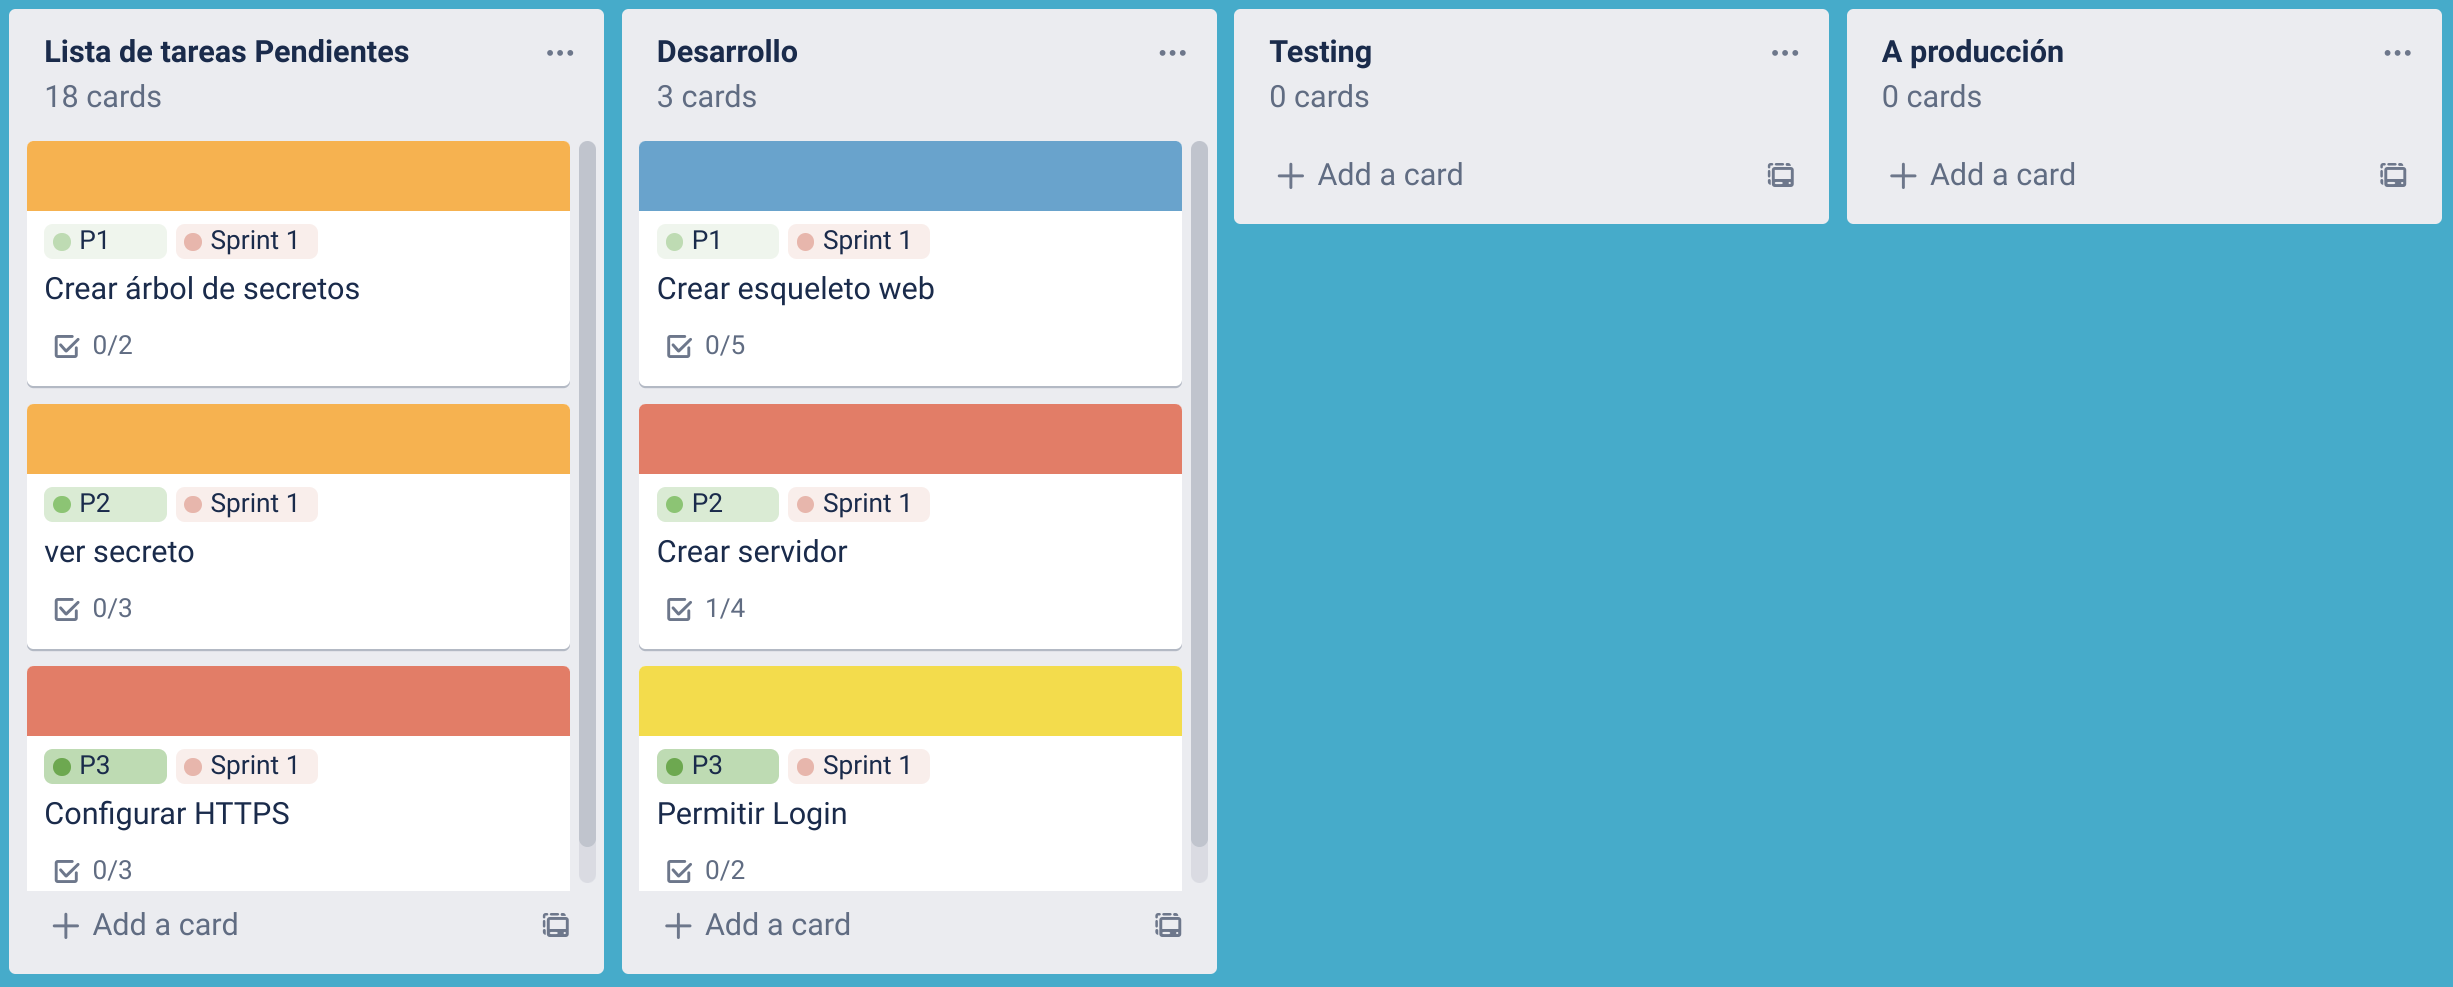 Lista de tareas Pendientes
18 cards
P1 Sprint 1
Crear árbol de secretos
0/2
P2 Sprint 1
ver secreto
0/3
P3 Sprint 1
Configurar HTTPS
0/3
Add a card
Desarrollo
3 cards
P1 Sprint 1
Crear esqueleto web
0/5
P2 Sprint 1
Crear servidor
1/4
P3 Sprint 1
Permitir Login
0/2
Add a card
Testing
0 cards
Add a card
A producción
0 cards
Add a card